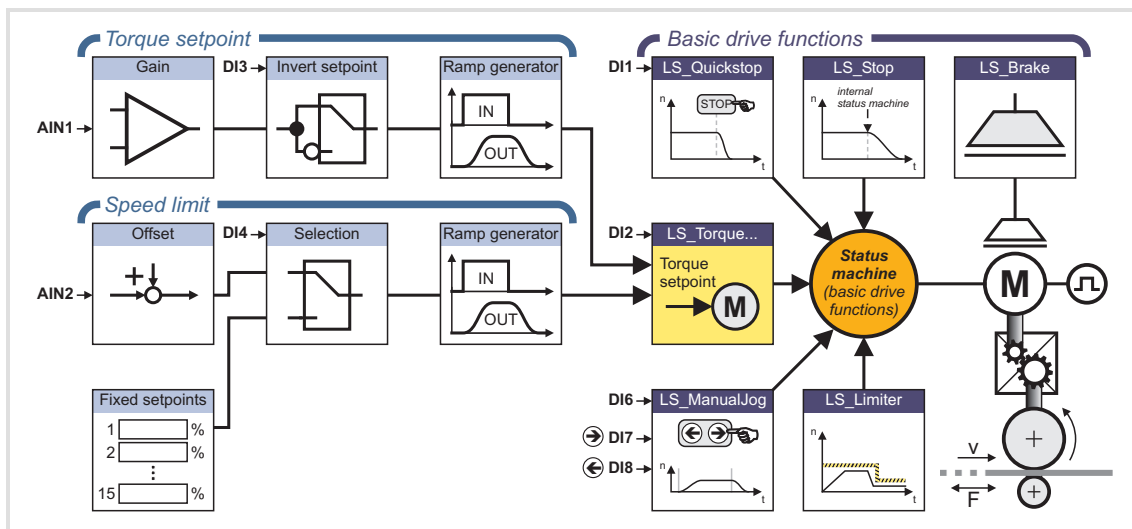 Torque setpoint
Basic drive functions
Gain
DI3
Invert setpoint
Ramp generator
DI1
LS_Quickstop
LS_Stop
LS_Brake
AIN1
IN
OUT
n
STOP
t
n
internal
status machine
t
Speed limit
Offset
DI4
Selection
Ramp generator
DI2
LS_Torque...
AIN2
+
IN
OUT
Torque
setpoint
M
Status
machine
(basic drive
functions)
M
Fixed setpoints
1 %
2 %
⋮
15 %
DI6
LS_ManualJog
LS_Limiter
DI7
DI8
n
t
n
t
+
+
v
F